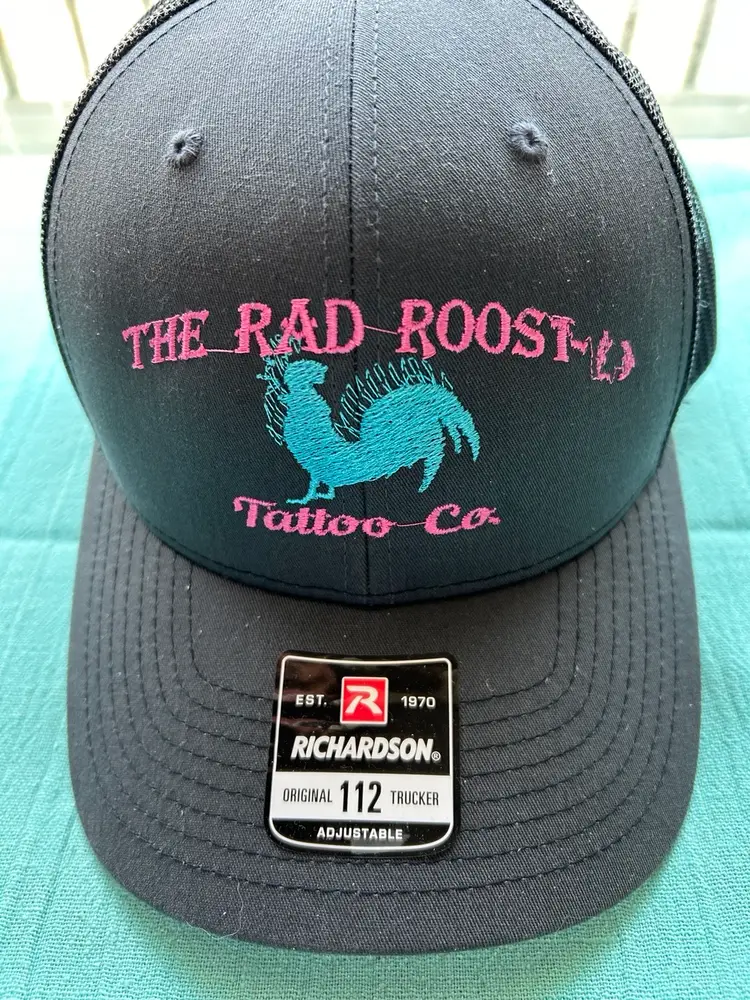 THE RAD ROOST
Tattoo Co.
EST. R 1970
RICHARDSON®
ORIGINAL 112 TRUCKER
ADJUSTABLE